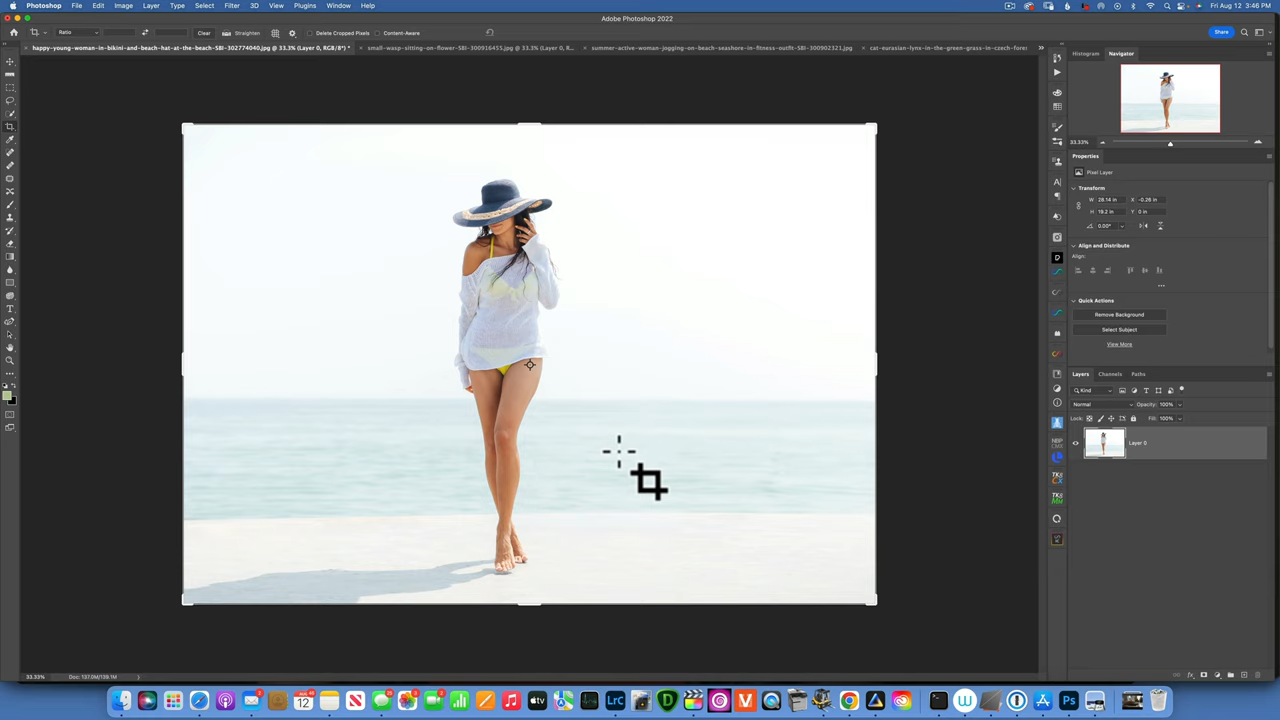 Photoshop File Edit Image Layer Type Select Filter 3D View Plugins Window Help Fri Aug 12 3:46 PM
Adobe Photoshop 2022
Ratio Clear Straighten Delete Cropped Pixels Content-Aware Share
happy-young-woman-in-bikini-and-beach-hat-at-the-beach-SBI-302774040.jpg @ 33.3% (Layer 0, RGB/8*) * small-wasp-sitting-on-flower-SBI-300916455.jpg @ 33.3% (Layer 0, R... summer-active-woman-jogging-on-beach-seashore-in-fitness-outfit-SBI-300902321.jpg cat-eurasian-lynx-in-the-green-grass-in-czech-forest
Histogram Navigator
33.33%
Properties
Pixel Layer
Transform
W 28.14 in X -0.26 in
H 19.2 in Y 0 in
0.00°
Align and Distribute
Align:
Quick Actions
Remove Background
Select Subject
View More
Layers Channels Paths
Kind
Normal Opacity: 100%
Lock: Fill: 100%
Layer 0
33.33% Doc: 137.0M/139.1M